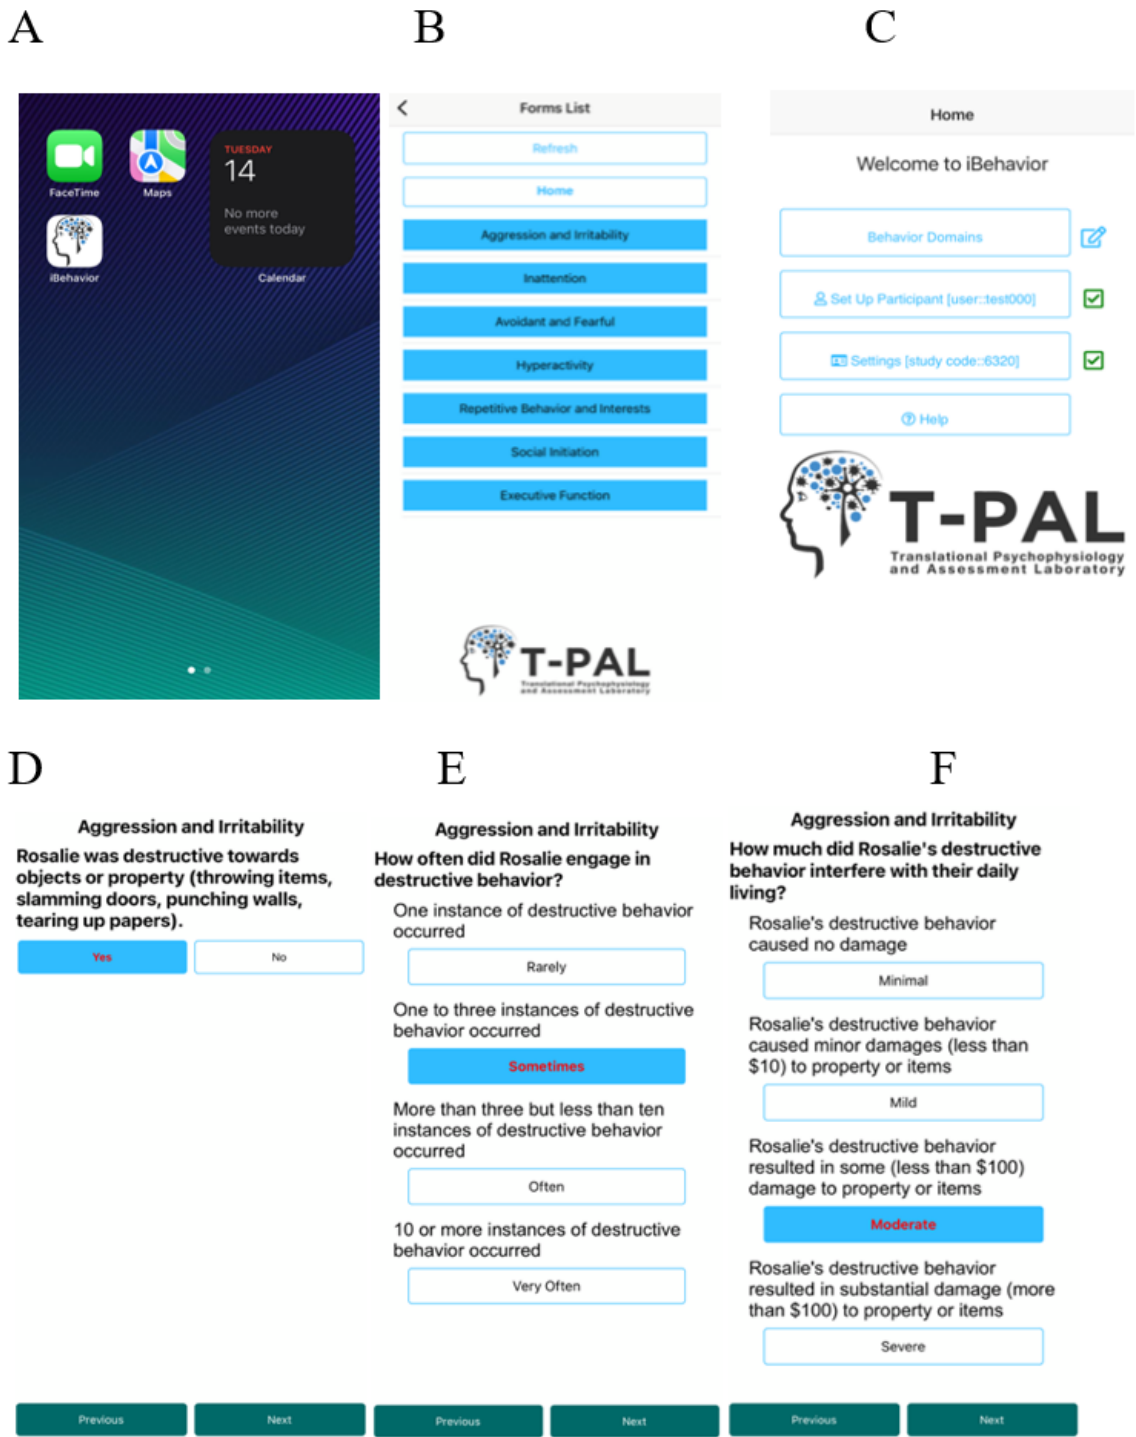 A
B
C
FaceTime
Maps
TUESDAY
14
No more
events today
iBehavior
Calendar
Forms List
Refresh
Home
Aggression and Irritability
Inattention
Avoidant and Fearful
Hyperactivity
Repetitive Behavior and Interests
Social Initiation
Executive Function
T-PAL
Translational Psychophysiology
and Assessment Laboratory
Home
Welcome to iBehavior
Behavior Domains
Set Up Participant [user::test000]
Settings [study code::6320]
Help
T-PAL
Translational Psychophysiology
and Assessment Laboratory
D
E
F
Aggression and Irritability
Rosalie was destructive towards
objects or property (throwing items,
slamming doors, punching walls,
tearing up papers).
Yes
No
Previous
Next
Aggression and Irritability
How often did Rosalie engage in
destructive behavior?
One instance of destructive behavior
occurred
Rarely
One to three instances of destructive
behavior occurred
Sometimes
More than three but less than ten
instances of destructive behavior
occurred
Often
10 or more instances of destructive
behavior occurred
Very Often
Previous
Next
Aggression and Irritability
How much did Rosalie's destructive
behavior interfere with their daily
living?
Rosalie's destructive behavior
caused no damage
Minimal
Rosalie's destructive behavior
caused minor damages (less than
$10) to property or items
Mild
Rosalie's destructive behavior
resulted in some (less than $100)
damage to property or items
Moderate
Rosalie's destructive behavior
resulted in substantial damage (more
than $100) to property or items
Severe
Previous
Next